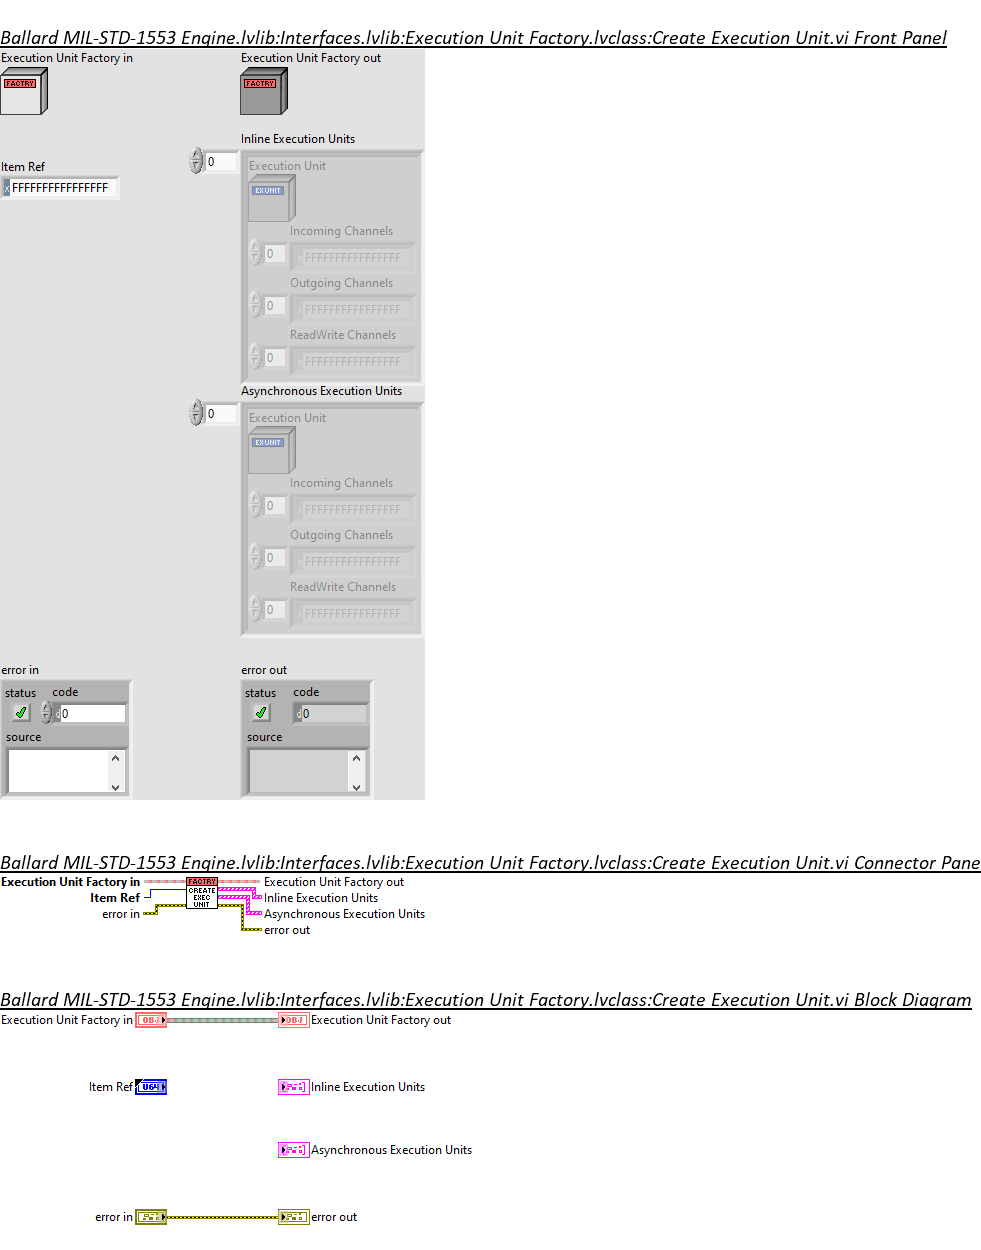 Ballard MIL-STD-1553 Engine.lvlib:Interfaces.lvlib:Execution Unit Factory.lvclass:Create Execution Unit.vi Front Panel
Execution Unit Factory in Execution Unit Factory out
FACTRY FACTRY
Inline Execution Units
0
Item Ref Execution Unit
x FFFFFFFFFFFFFFFF
EXUNIT
Incoming Channels
0 FFFFFFFFFFFFFFFF
Outgoing Channels
0 FFFFFFFFFFFFFFFF
ReadWrite Channels
0 FFFFFFFFFFFFFFFF
Asynchronous Execution Units
0
Execution Unit
EXUNIT
Incoming Channels
0 FFFFFFFFFFFFFFFF
Outgoing Channels
0 FFFFFFFFFFFFFFFF
ReadWrite Channels
0 FFFFFFFFFFFFFFFF
error in error out
status code status code
d0 d0
source source
Ballard MIL-STD-1553 Engine.lvlib:Interfaces.lvlib:Execution Unit Factory.lvclass:Create Execution Unit.vi Connector Pane
Execution Unit Factory in FACTRY Execution Unit Factory out
Item Ref CREATE Inline Execution Units
EXEC
error in UNIT Asynchronous Execution Units
error out
Ballard MIL-STD-1553 Engine.lvlib:Interfaces.lvlib:Execution Unit Factory.lvclass:Create Execution Unit.vi Block Diagram
Execution Unit Factory in OBJ OBJ Execution Unit Factory out
Item Ref U64 Inline Execution Units
Asynchronous Execution Units
error in error out